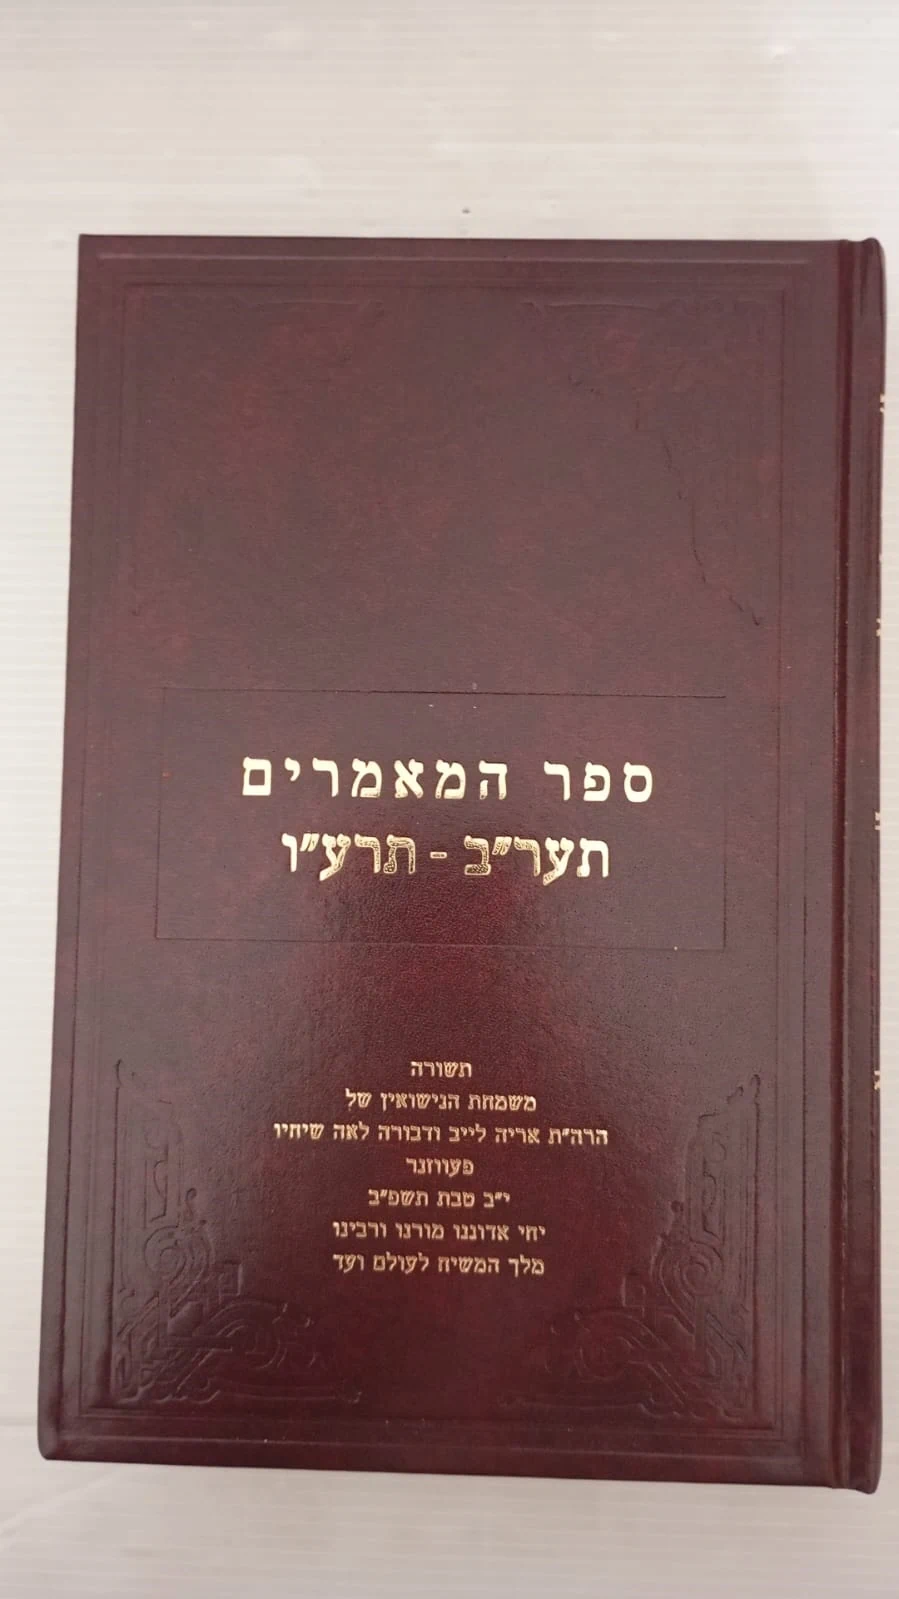 ספר המאמרים
תער״ב - תרע״ו
תשורה
משמחת הנישואין של
הרה״ת אריה לייב ודבורה לאה שיחיו
פעווזנר
י״ב טבת תשפ״ב
יחי אדוננו מורנו ורבינו
מלך המשיח לעולם ועד